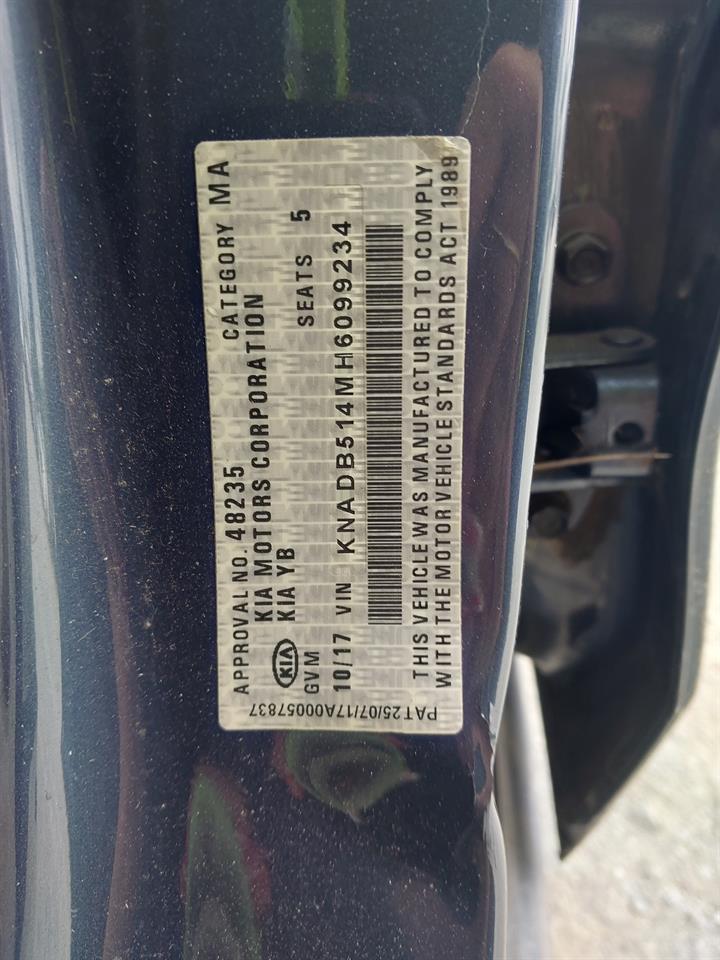 APPROVAL NO. 48235 CATEGORY MA
KIA MOTORS CORPORATION
KIA YB
KIA
GVM SEATS 5
10/17 VIN KNADB514MH6099234
THIS VEHICLE WAS MANUFACTURED TO COMPLY
WITH THE MOTOR VEHICLE STANDARDS ACT 1989
PAT25/07/17A00057837